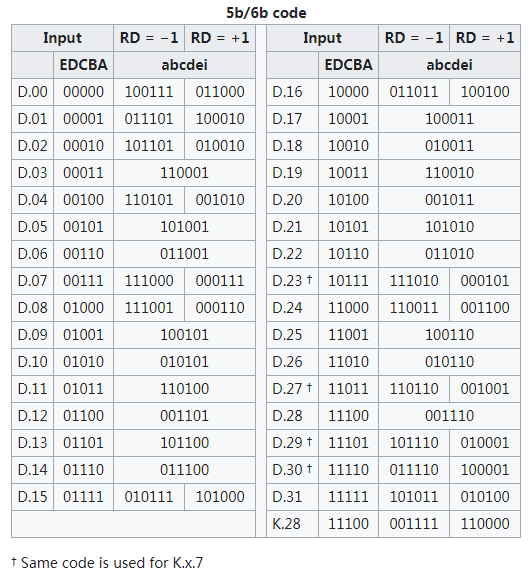 5b/6b code
Input RD = −1 RD = +1 Input RD = −1 RD = +1
EDCBA abcdei EDCBA abcdei
D.00 00000 100111 011000 D.16 10000 011011 100100
D.01 00001 011101 100010 D.17 10001 100011
D.02 00010 101101 010010 D.18 10010 010011
D.03 00011 110001 D.19 10011 110010
D.04 00100 110101 001010 D.20 10100 001011
D.05 00101 101001 D.21 10101 101010
D.06 00110 011001 D.22 10110 011010
D.07 00111 111000 000111 D.23 † 10111 111010 000101
D.08 01000 111001 000110 D.24 11000 110011 001100
D.09 01001 100101 D.25 11001 100110
D.10 01010 010101 D.26 11010 010110
D.11 01011 110100 D.27 † 11011 110110 001001
D.12 01100 001101 D.28 11100 001110
D.13 01101 101100 D.29 † 11101 101110 010001
D.14 01110 011100 D.30 † 11110 011110 100001
D.15 01111 010111 101000 D.31 11111 101011 010100
K.28 11100 001111 110000
† Same code is used for K.x.7